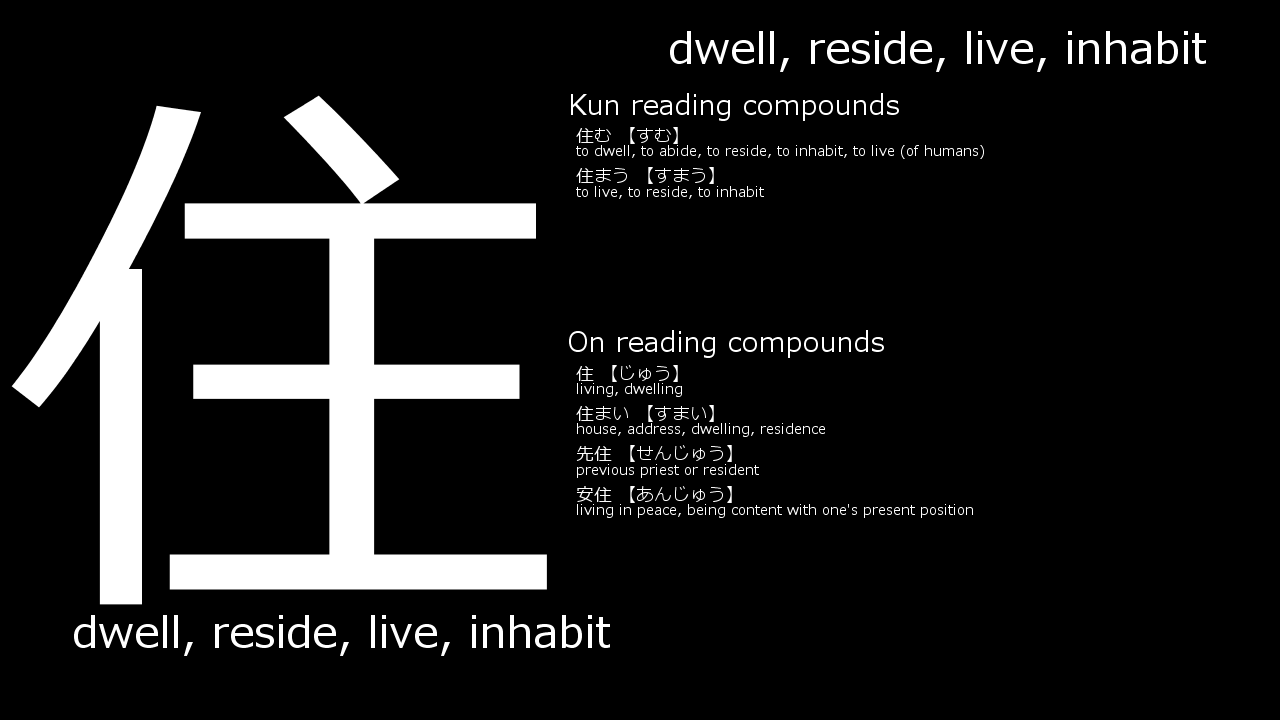 dwell, reside, live, inhabit
住
Kun reading compounds
住む 【すむ】
to dwell, to abide, to reside, to inhabit, to live (of humans)
住まう 【すまう】
to live, to reside, to inhabit
On reading compounds
住 【じゅう】
living, dwelling
住まい 【すまい】
house, address, dwelling, residence
先住 【せんじゅう】
previous priest or resident
安住 【あんじゅう】
living in peace, being content with one's present position
dwell, reside, live, inhabit